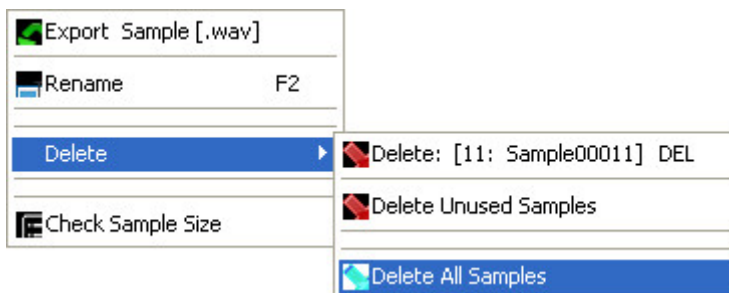 Export Sample [.wav]
Rename F2
Delete
Delete: [11: Sample00011] DEL
Delete Unused Samples
Check Sample Size
Delete All Samples